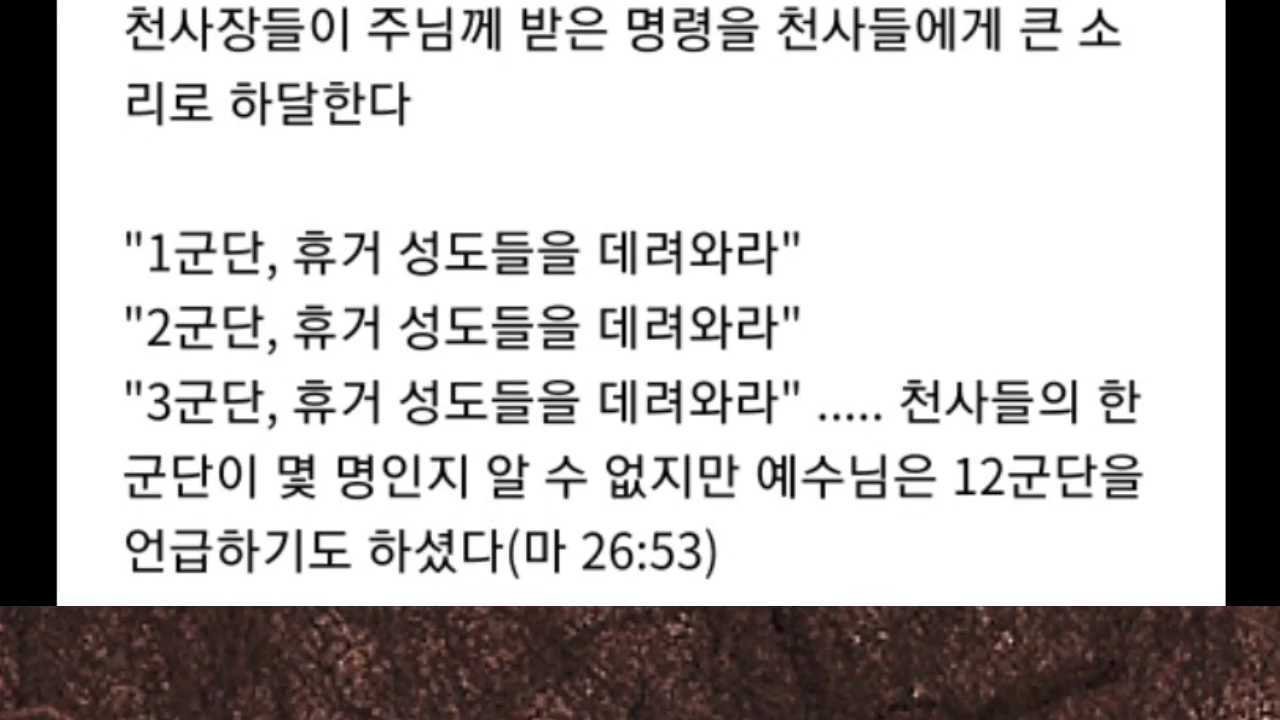 천사장들이 주님께 받은 명령을 천사들에게 큰 소
리로 하달한다
"1군단, 휴거 성도들을 데려와라"
"2군단, 휴거 성도들을 데려와라"
"3군단, 휴거 성도들을 데려와라" ..... 천사들의 한
군단이 몇 명인지 알 수 없지만 예수님은 12군단을
언급하기도 하셨다(마 26:53)